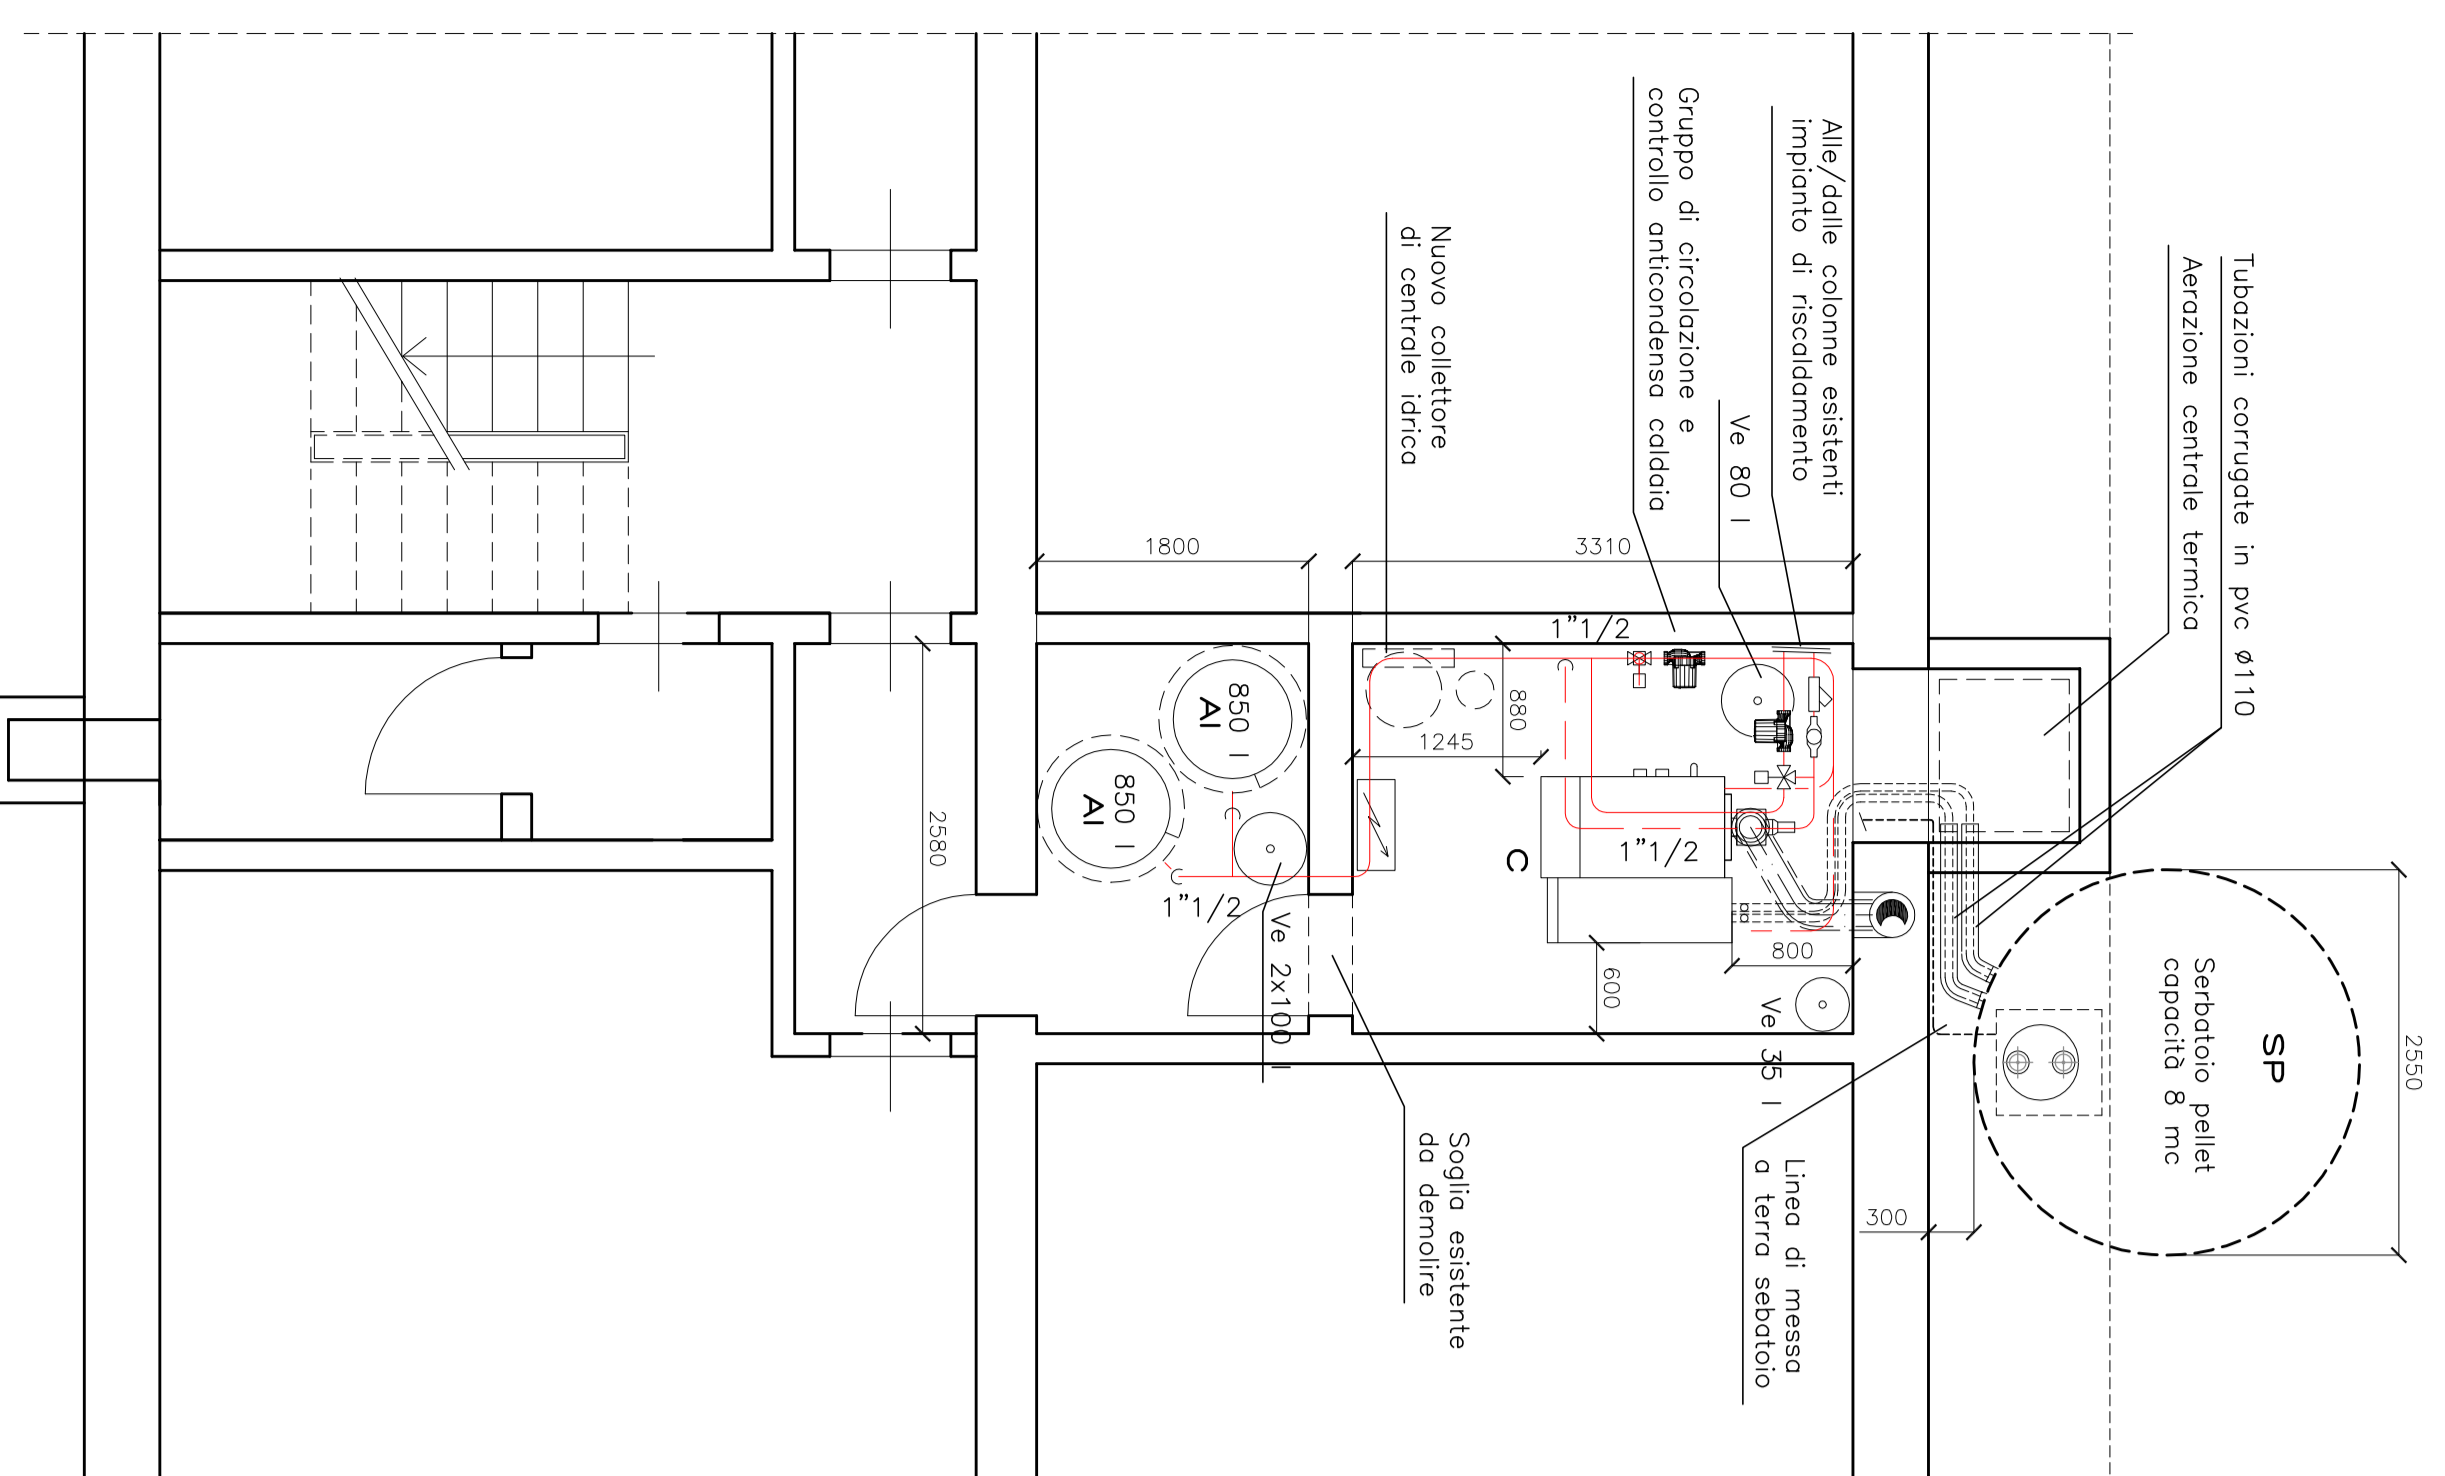 Tubazioni corrugate in pvc ø110
Aerazione centrale termica
Alle/dalle colonne esistenti
impianto di riscaldamento
Gruppo di circolazione e
controllo anticondensa caldaia
Ve 80 l
Nuovo collettore
di centrale idrica
1800
3310
1"1/2
880
1245
850 l
AI
850 l
AI
2580
1"1/2
C
1"1/2
Ve 2x100 l
800
600
Ve 35 l
Serbatoio pellet
capacità 8 mc
SP
2550
300
Soglia esistente
da demolire
Linea di messa
a terra sebatoio